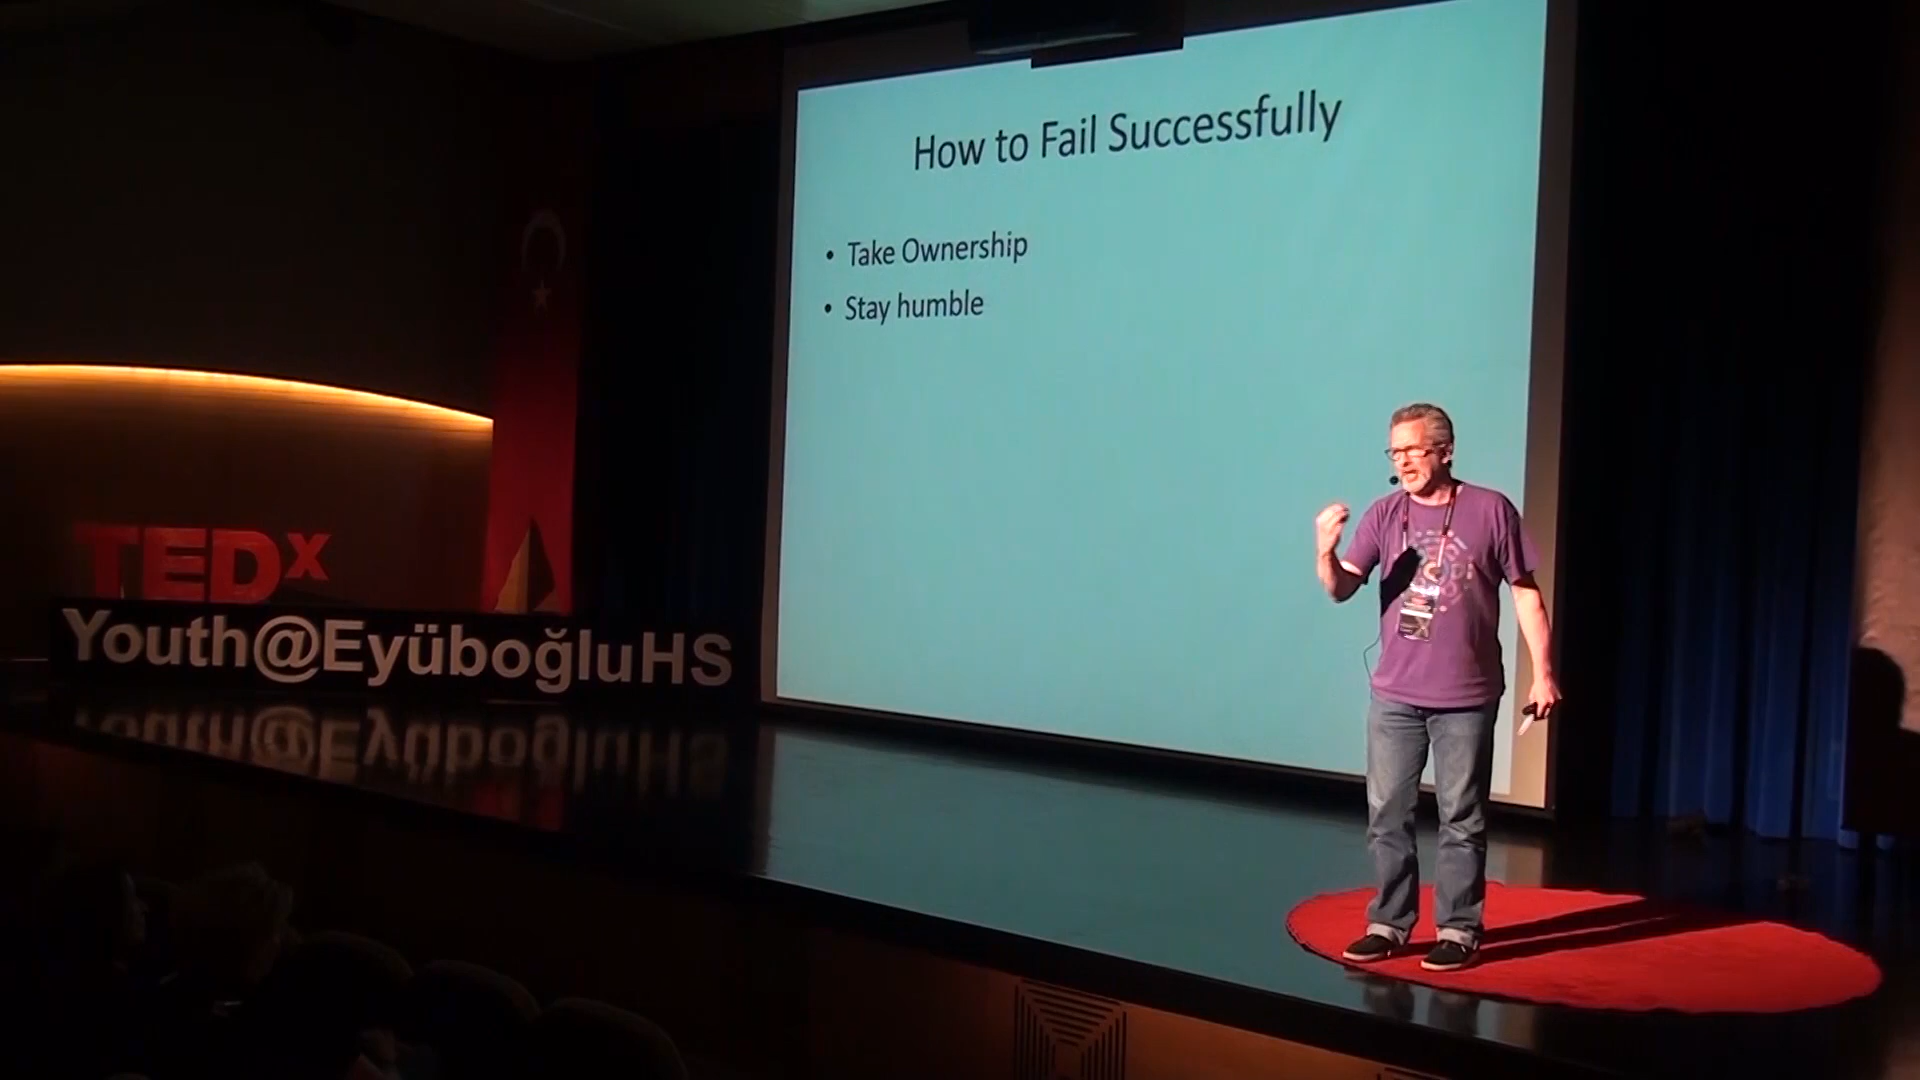 How to Fail Successfully
• Take Ownership
• Stay humble
TEDx
Youth@EyüboğluHS